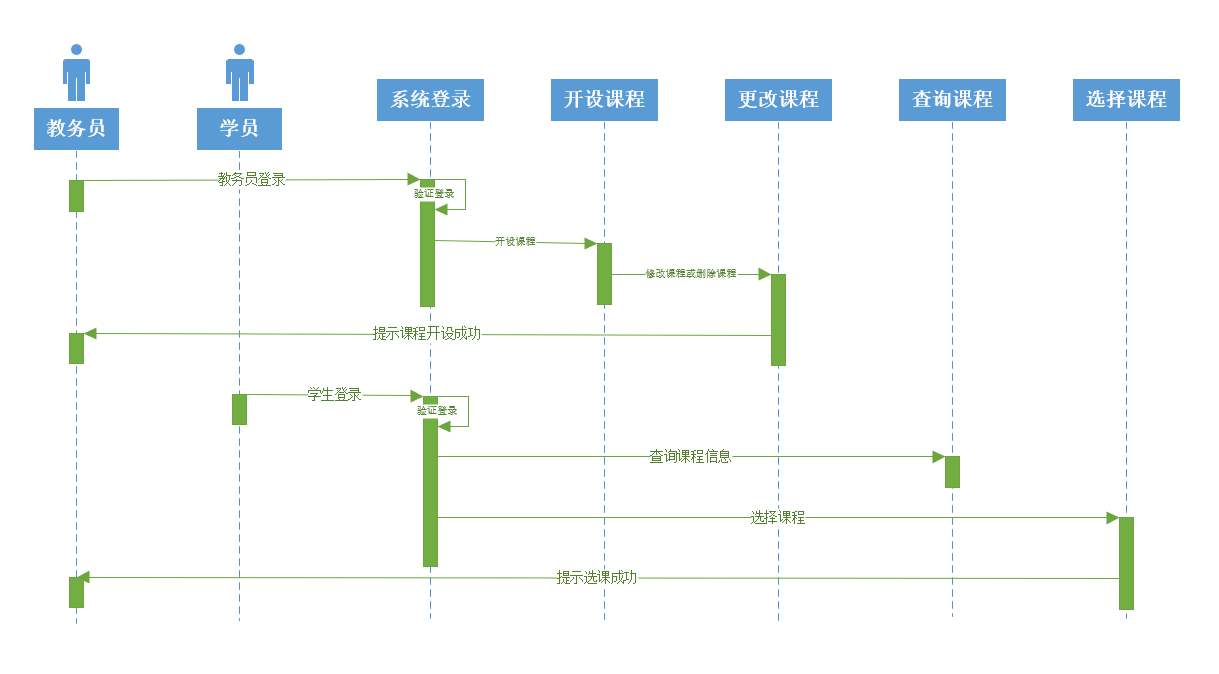 系统登录
开设课程
更改课程
查询课程
选择课程
教务员
学员
教务员登录
验证登录
开设课程
修改课程或删除课程
提示课程开设成功
学生登录
验证登录
查询课程信息
选择课程
提示选课成功